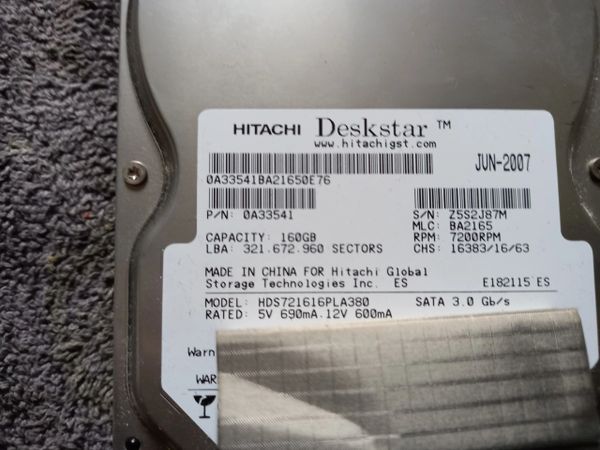 HITACHI Deskstar ™
www.hitachigst.com
JUN-2007
0A33541BA21650E76
P/N: 0A33541
S/N: Z5S2J87M
MLC: BA2165
CAPACITY: 160GB
RPM: 7200RPM
LBA: 321.672.960 SECTORS
CHS: 16383/16/63
MADE IN CHINA FOR Hitachi Global
Storage Technologies Inc. ES
E182115 ES
MODEL: HDS721616PLA380 SATA 3.0 Gb/s
RATED: 5V 690mA.12V 600mA